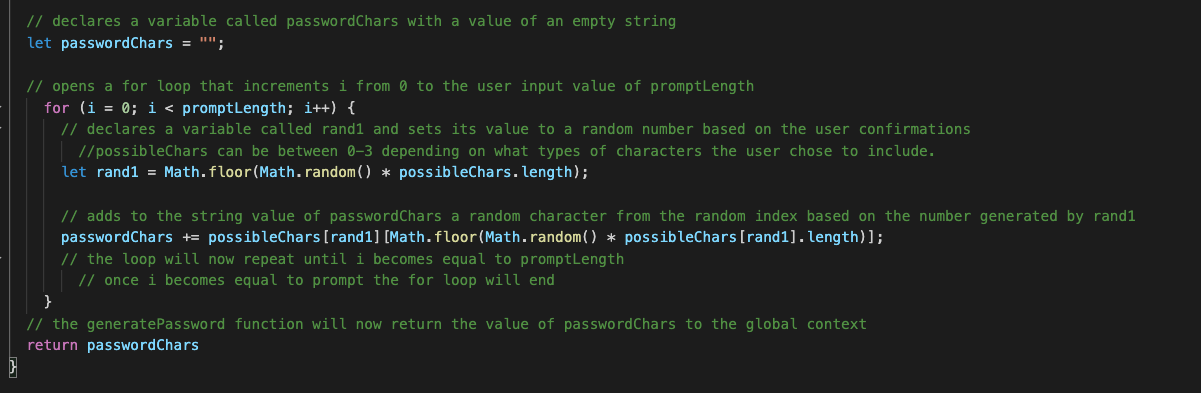 // declares a variable called passwordChars with a value of an empty string
let passwordChars = "";
// opens a for loop that increments i from 0 to the user input value of promptLength
for (i = 0; i < promptLength; i++) {
// declares a variable called rand1 and sets its value to a random number based on the user confirmations
//possibleChars can be between 0-3 depending on what types of characters the user chose to include.
let rand1 = Math.floor(Math.random() * possibleChars.length);
// adds to the string value of passwordChars a random character from the random index based on the number generated by rand1
passwordChars += possibleChars[rand1][Math.floor(Math.random() * possibleChars[rand1].length)];
// the loop will now repeat until i becomes equal to promptLength
// once i becomes equal to prompt the for loop will end
}
// the generatePassword function will now return the value of passwordChars to the global context
return passwordChars
}